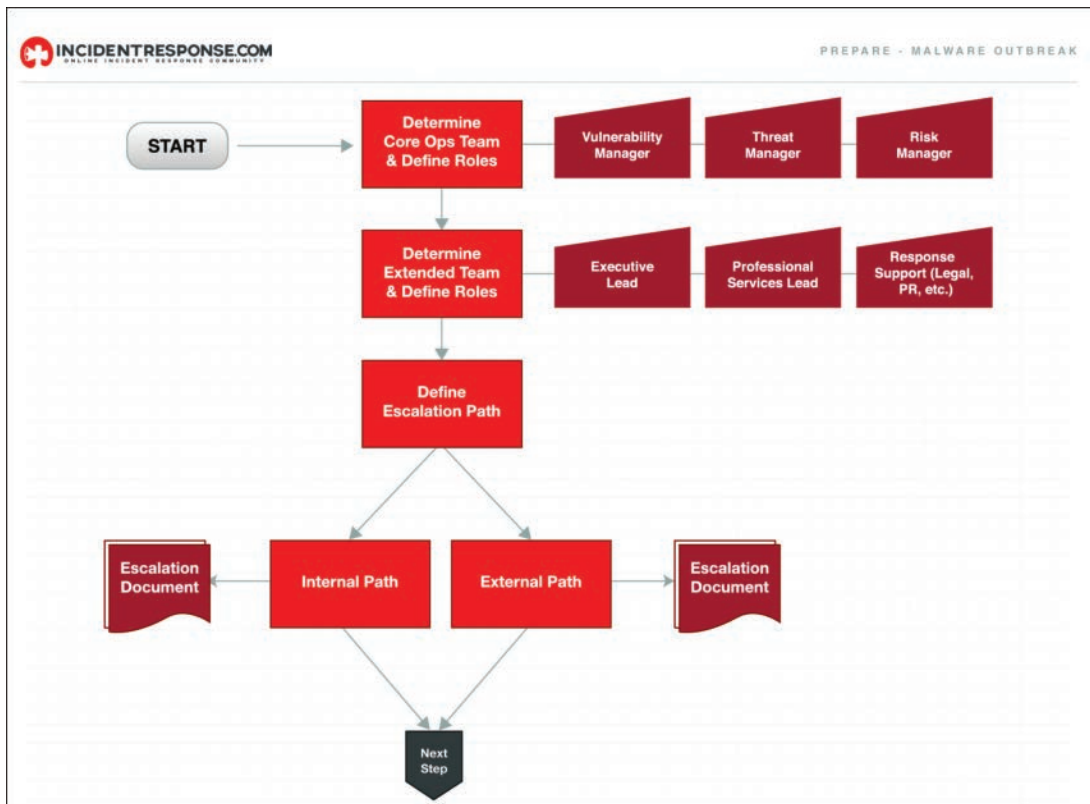 INCIDENTRESPONSE.COM
ONLINE INCIDENT RESPONSE COMMUNITY
PREPARE - MALWARE OUTBREAK
START
Determine
Core Ops Team
& Define Roles
Vulnerability
Manager
Threat
Manager
Risk
Manager
Determine
Extended Team
& Define Roles
Executive
Lead
Professional
Services Lead
Response
Support (Legal,
PR, etc.)
Define
Escalation Path
Escalation
Document
Internal Path
External Path
Escalation
Document
Next
Step